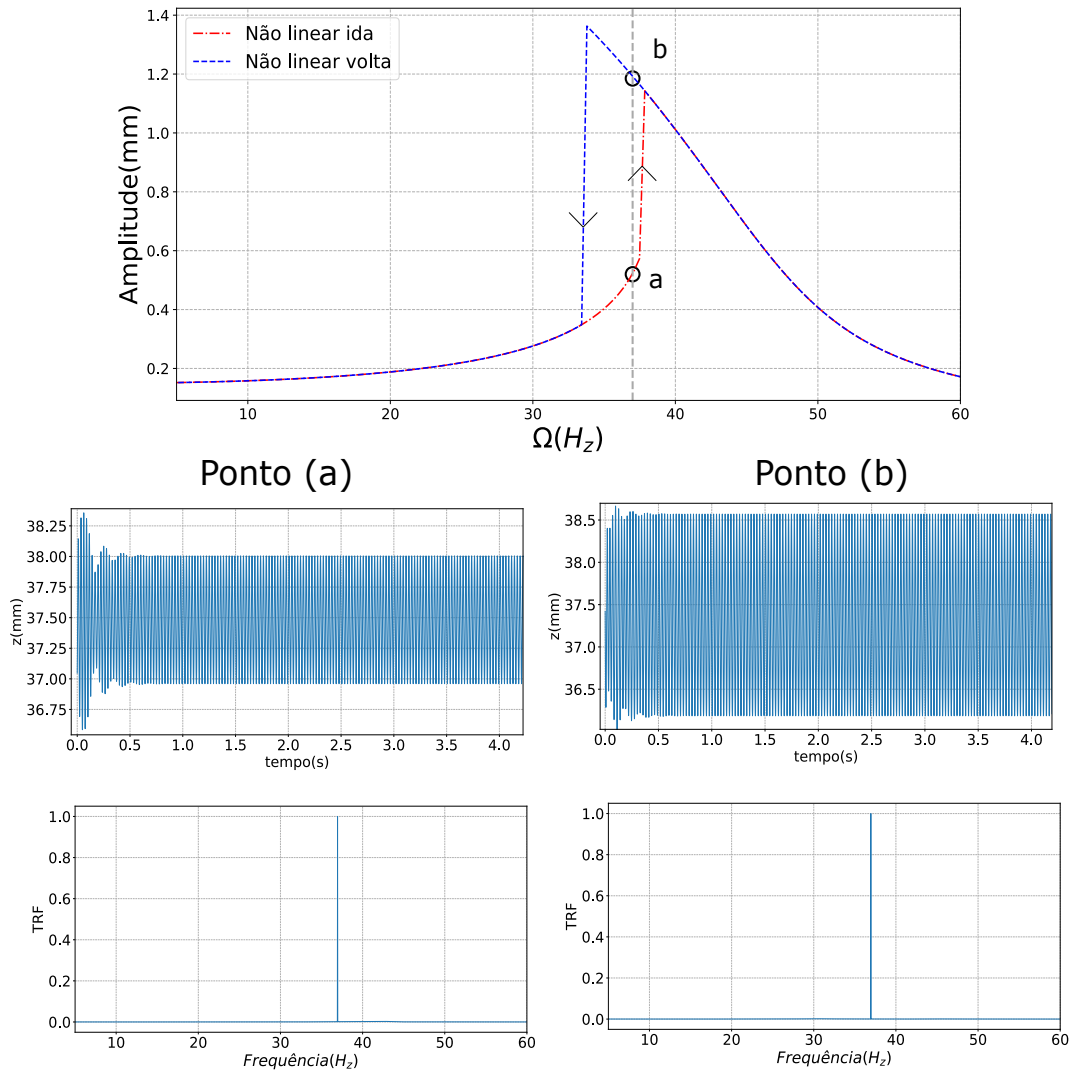 Não linear ida
Não linear volta
Amplitude(mm)
1.4
1.2
1.0
0.8
0.6
0.4
0.2
b
a
10 20 30 40 50 60
Ω(Hz)
Ponto (a)
z(mm)
38.25
38.00
37.75
37.50
37.25
37.00
36.75
0.0 0.5 1.0 1.5 2.0 2.5 3.0 3.5 4.0
tempo(s)
Ponto (b)
z(mm)
38.5
38.0
37.5
37.0
36.5
0.0 0.5 1.0 1.5 2.0 2.5 3.0 3.5 4.0
tempo(s)
TRF
1.0
0.8
0.6
0.4
0.2
0.0
10 20 30 40 50 60
Frequência(Hz)
TRF
1.0
0.8
0.6
0.4
0.2
0.0
10 20 30 40 50 60
Frequência(Hz)